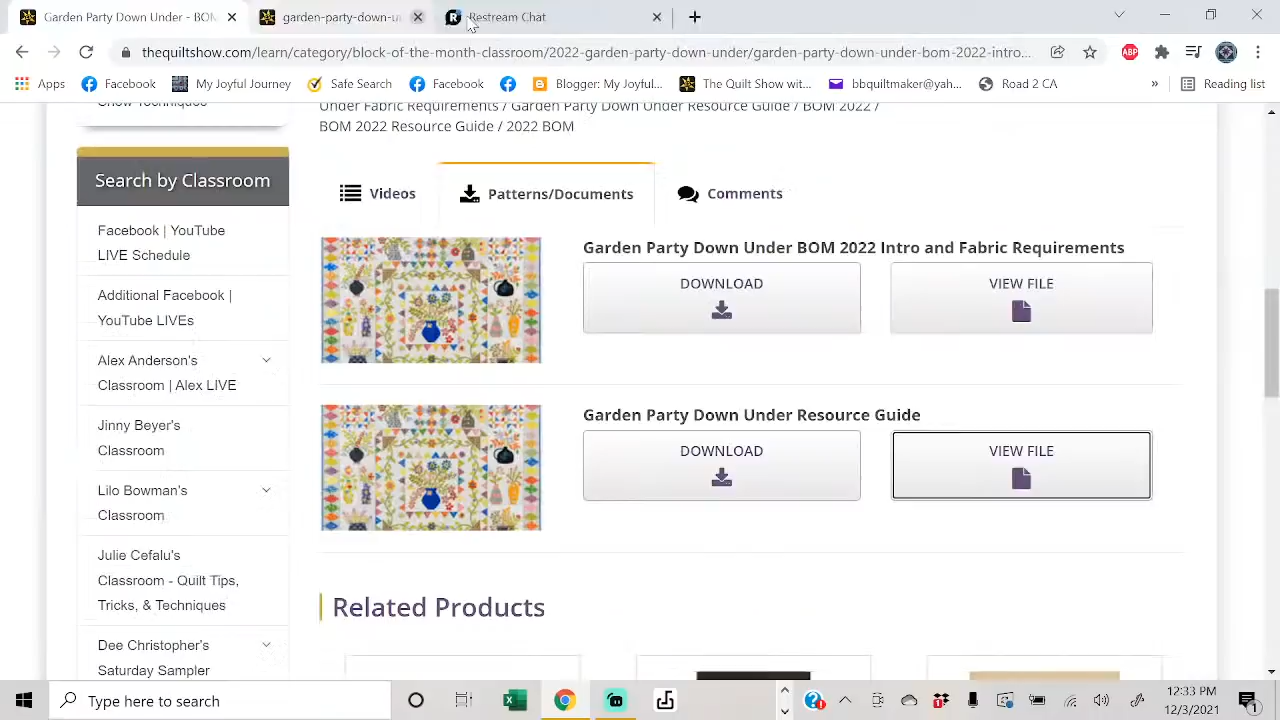 Garden Party Down Under - BOM
garden-party-down-un
Restream Chat
thequiltshow.com/learn/category/block-of-the-month-classroom/2022-garden-party-down-under/garden-party-down-under-bom-2022-intro...
Apps
Facebook
My Joyful Journey
Safe Search
Facebook
Blogger: My Joyful...
The Quilt Show wit...
bbquiltmaker@yah...
Road 2 CA
»
Reading list
Show Techniques
Under Fabric Requirements / Garden Party Down Under Resource Guide / BOM 2022 /
BOM 2022 Resource Guide / 2022 BOM
Search by Classroom
Facebook | YouTube
LIVE Schedule
Additional Facebook |
YouTube LIVEs
Alex Anderson's
Classroom | Alex LIVE
Jinny Beyer's
Classroom
Lilo Bowman's
Classroom
Julie Cefalu's
Classroom - Quilt Tips,
Tricks, & Techniques
Dee Christopher's
Saturday Sampler
Videos
Patterns/Documents
Comments
Garden Party Down Under BOM 2022 Intro and Fabric Requirements
DOWNLOAD
VIEW FILE
Garden Party Down Under Resource Guide
DOWNLOAD
VIEW FILE
Related Products
Type here to search
12:33 PM
12/3/2021